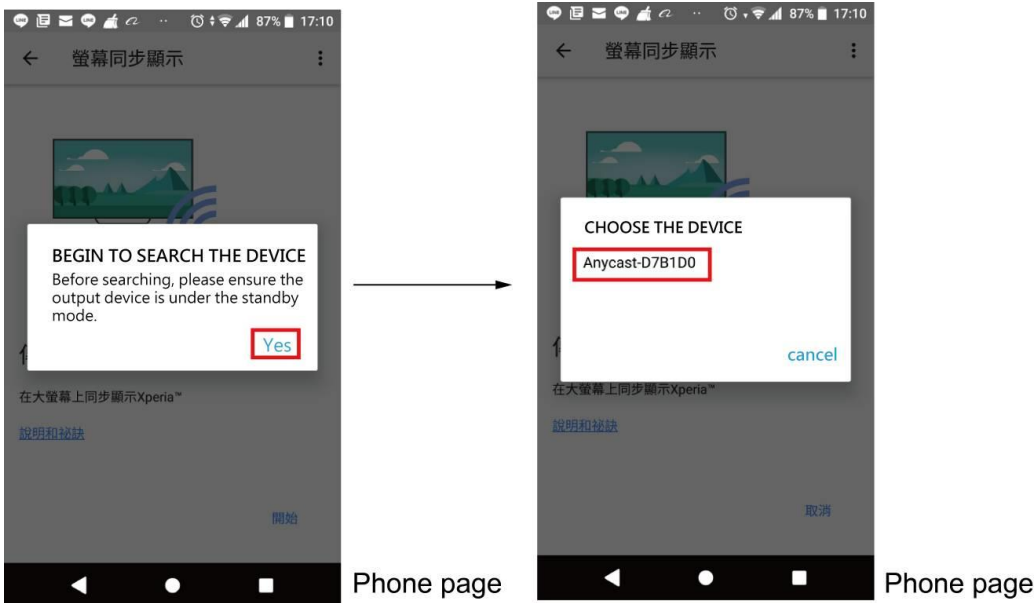 87% 17:10
螢幕同步顯示
BEGIN TO SEARCH THE DEVICE
Before searching, please ensure the
output device is under the standby
mode.
Yes
在大螢幕上同步顯示Xperia™
說明和祕訣
開始
Phone page
87% 17:10
螢幕同步顯示
CHOOSE THE DEVICE
Anycast-D7B1D0
cancel
在大螢幕上同步顯示Xperia™
說明和祕訣
取消
Phone page